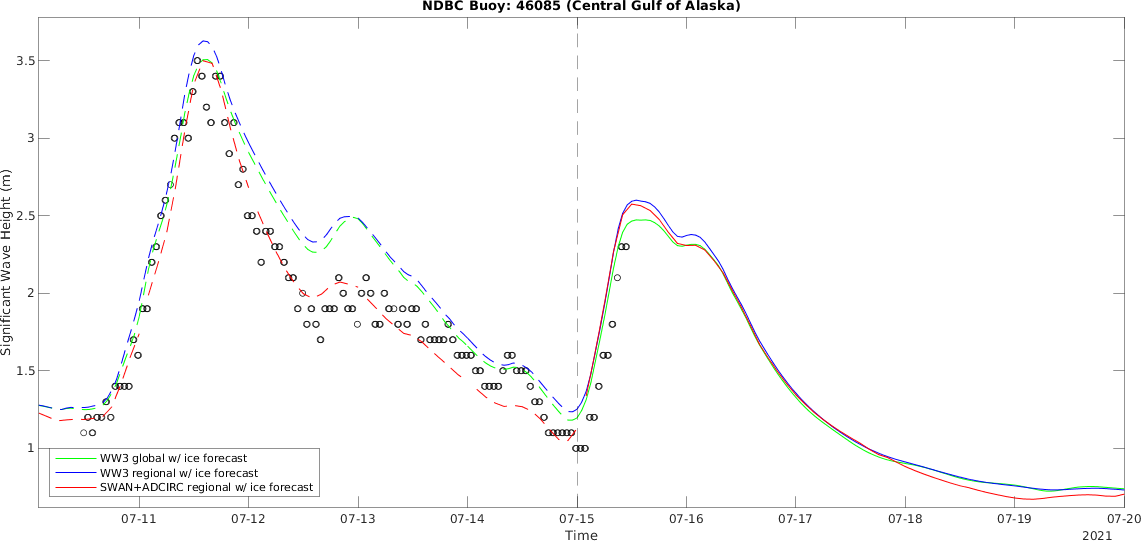 NDBC Buoy: 46085 (Central Gulf of Alaska)
Significant Wave Height (m)
3.5
3
2.5
2
1.5
1
WW3 global w/ ice forecast
WW3 regional w/ ice forecast
SWAN+ADCIRC regional w/ ice forecast
07-11 07-12 07-13 07-14 07-15 07-16 07-17 07-18 07-19 07-20
Time
2021